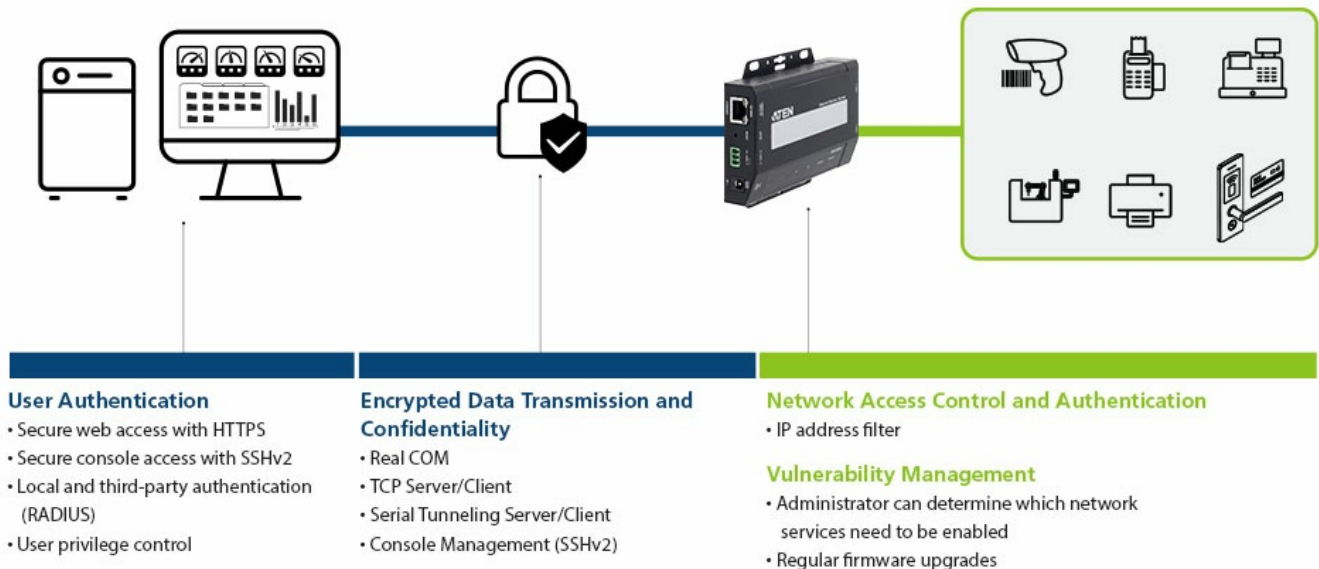 ATEN
User Authentication
• Secure web access with HTTPS
• Secure console access with SSHv2
• Local and third-party authentication
(RADIUS)
• User privilege control
Encrypted Data Transmission and
Confidentiality
• Real COM
• TCP Server/Client
• Serial Tunneling Server/Client
• Console Management (SSHv2)
Network Access Control and Authentication
• IP address filter
Vulnerability Management
• Administrator can determine which network
services need to be enabled
• Regular firmware upgrades